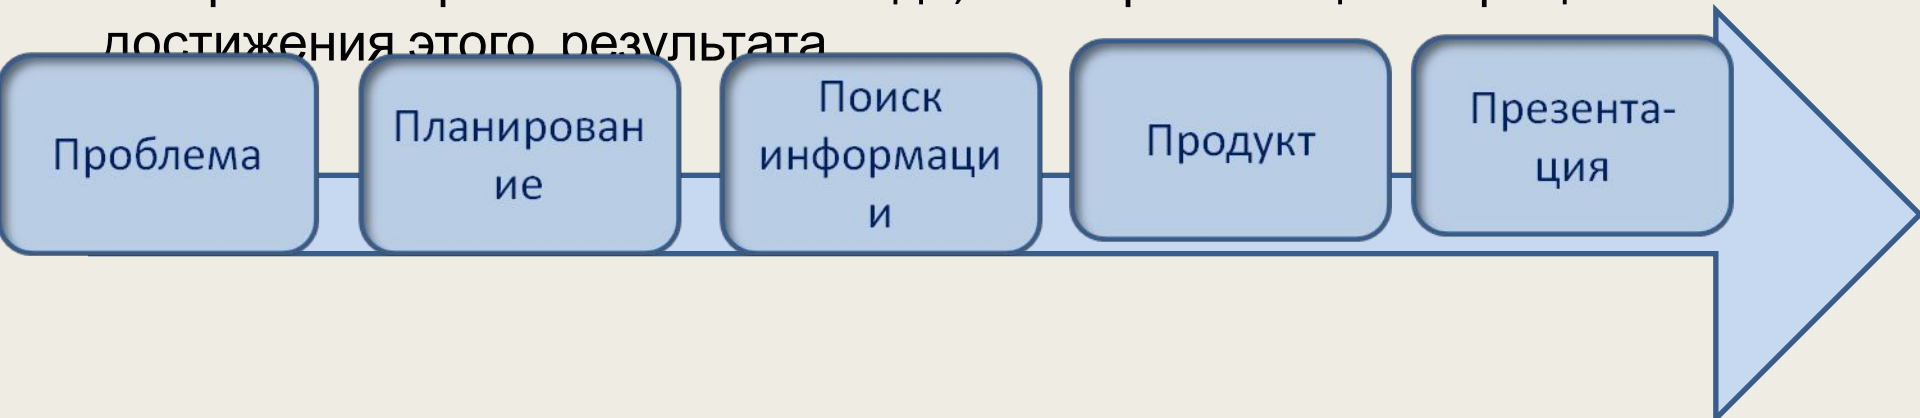 достижения этого результата
Проблема
Планирован
ие
Поиск
информаци
и
Продукт
Презента-
ция